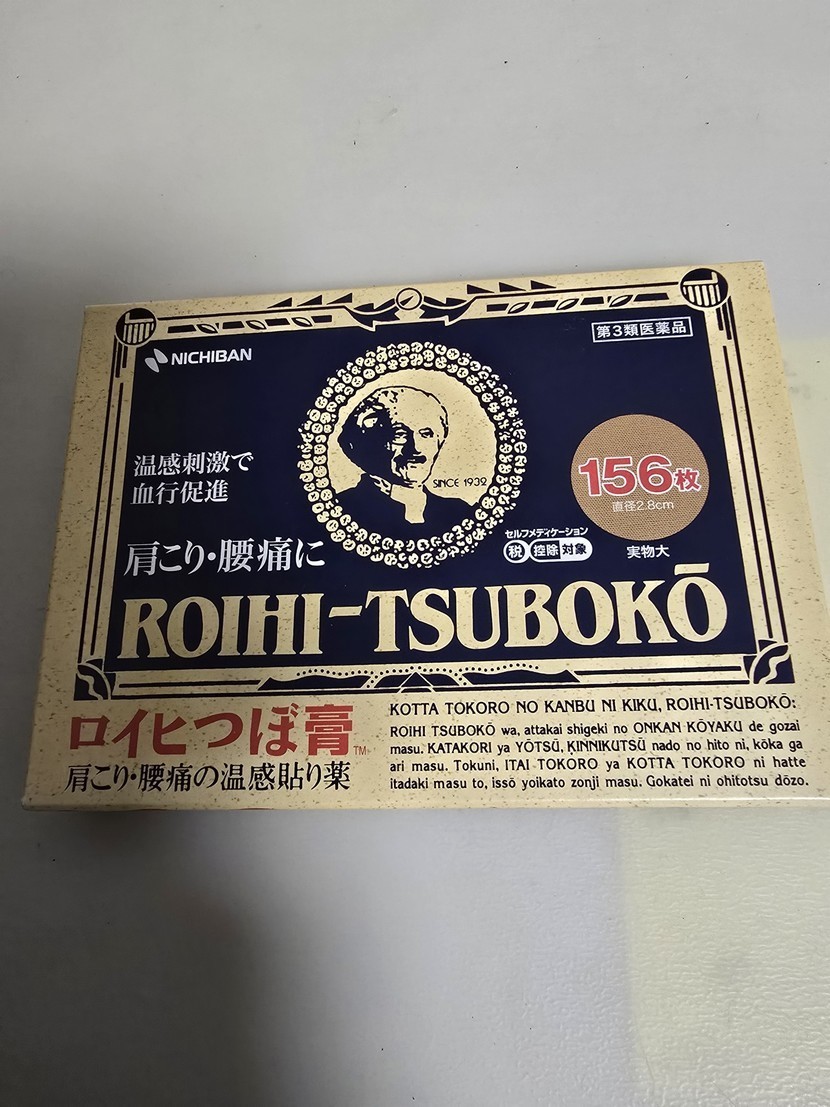 NICHIBAN
第3類医薬品
温感刺激で
血行促進
SINCE 1932
156枚
直径2.8cm
肩こり・腰痛に
セルフメディケーション
税 控除 対象
実物大
ROIHI-TSUBOKŌ
ロイヒつぼ膏TM
肩こり・腰痛の温感貼り薬
KOTTA TOKORO NO KANBU NI KIKU, ROIHI-TSUBOKŌ:
ROIHI TSUBOKŌ wa, attakai shigeki no ONKAN KŌYAKU de gozai
masu. KATAKORI ya YŌTSŪ, KINNIKUTSŪ nado no hito ni, kōka ga
ari masu. Tokuni, ITAI TOKORO ya KOTTA TOKORO ni hatte
itadaki masu to, issō yoikato zonji masu. Gokatei ni ohitotsu dōzo.